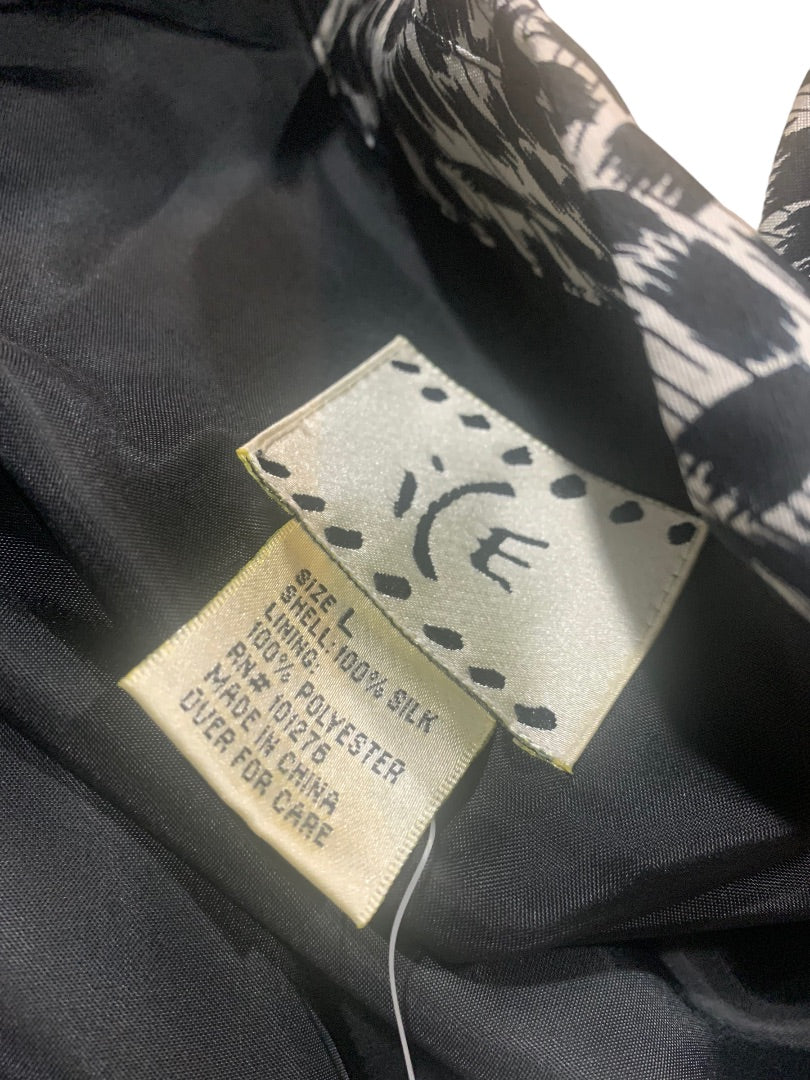 iCE
SIZE L
SHELL:100% SILK
LINING:
100% POLYESTER
RN# 101276
MADE IN CHINA
OVER FOR CARE